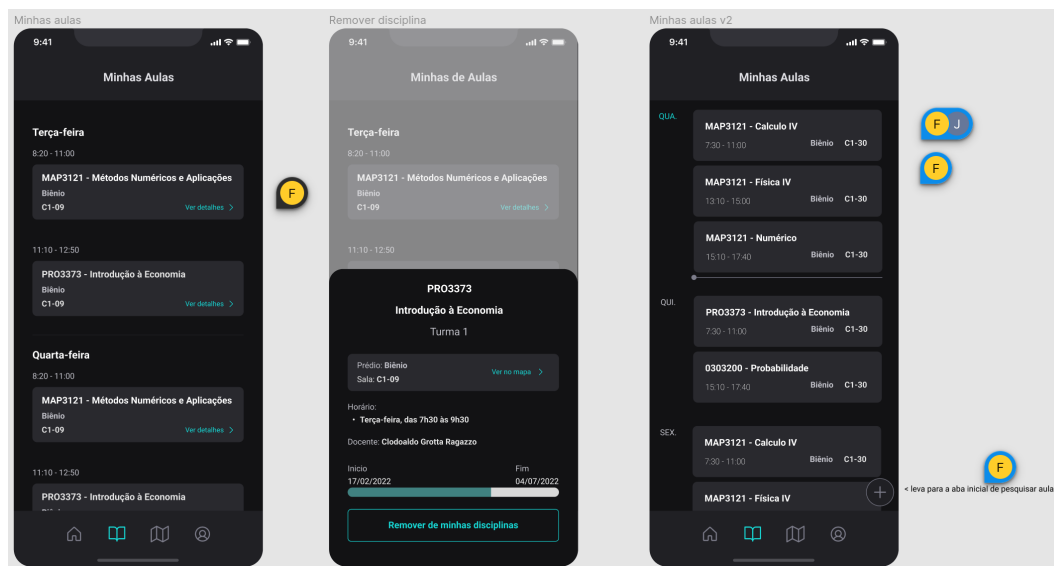 Minhas aulas
9:41
Minhas Aulas
Terça-feira
8:20 - 11:00
MAP3121 - Métodos Numéricos e Aplicações
Biênio
C1-09
Ver detalhes >
11:10 - 12:50
PRO3373 - Introdução à Economia
Biênio
C1-09
Ver detalhes >
Quarta-feira
8:20 - 11:00
MAP3121 - Métodos Numéricos e Aplicações
Biênio
C1-09
Ver detalhes >
11:10 - 12:50
PRO3373 - Introdução à Economia
F
Remover disciplina
9:41
Minhas de Aulas
Terça-feira
8:20 - 11:00
MAP3121 - Métodos Numéricos e Aplicações
Biênio
C1-09
Ver detalhes >
11:10 - 12:50
PRO3373
Introdução à Economia
Turma 1
Prédio: Biênio
Sala: C1-09
Ver no mapa >
Horário:
• Terça-feira, das 7h30 às 9h30
Docente: Clodoaldo Grotta Ragazzo
Inicio Fim
17/02/2022 04/07/2022
Remover de minhas disciplinas
Minhas aulas v2
9:41
Minhas Aulas
QUA.
MAP3121 - Calculo IV
7:30 - 11:00 Biênio C1-30
MAP3121 - Física IV
13:10 - 15:00 Biênio C1-30
MAP3121 - Numérico
15:10 - 17:40 Biênio C1-30
QUI.
PRO3373 - Introdução à Economia
7:30 - 11:00 Biênio C1-30
0303200 - Probabilidade
15:10 - 17:40 Biênio C1-30
SEX.
MAP3121 - Calculo IV
7:30 - 11:00 Biênio C1-30
MAP3121 - Física IV
F J
F
F
< leva para a aba inicial de pesquisar aula